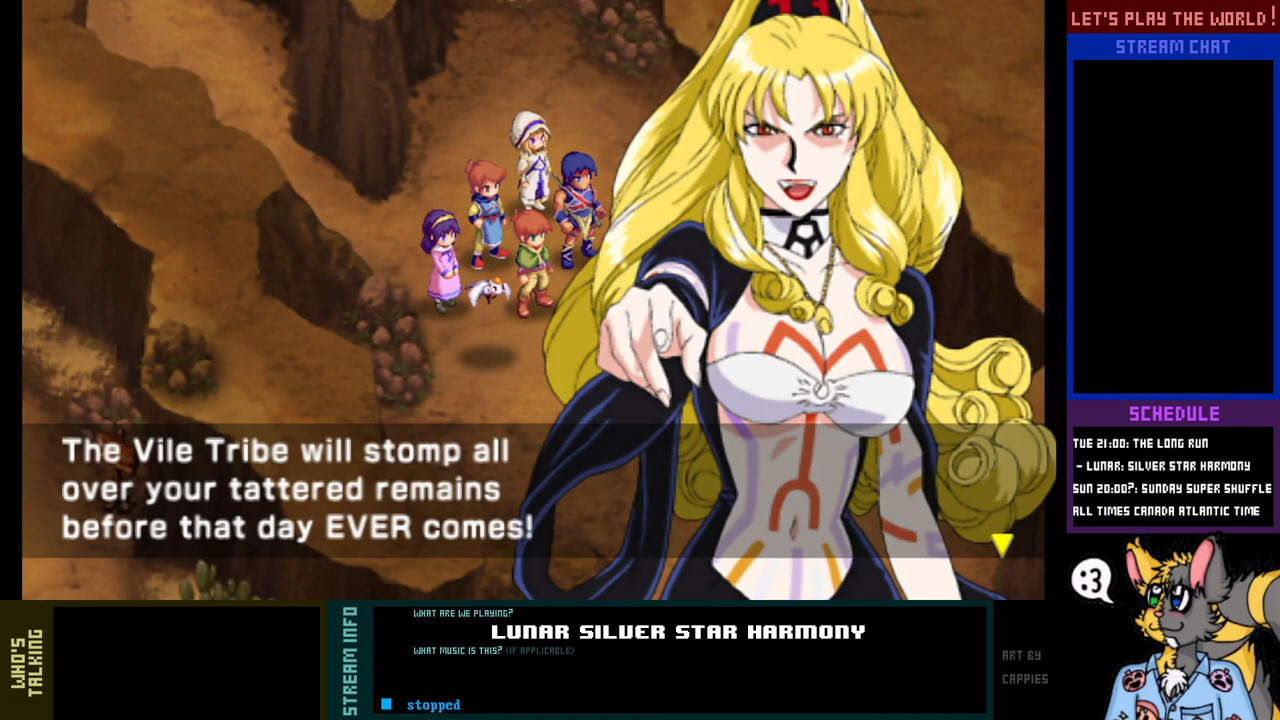 The Vile Tribe will stomp all
over your tattered remains
before that day EVER comes!
LET'S PLAY THE WORLD!
STREAM CHAT
SCHEDULE
TUE 21:00: THE LONG RUN
- LUNAR: SILVER STAR HARMONY
SUN 20:00?: SUNDAY SUPER SHUFFLE
ALL TIMES CANADA ATLANTIC TIME
:3
WHO'S
TALKING
STREAM INFO
WHAT ARE WE PLAYING?
LUNAR SILVER STAR HARMONY
WHAT MUSIC IS THIS? (IF APPLICABLE)
stopped
ART BY
CAPPIES